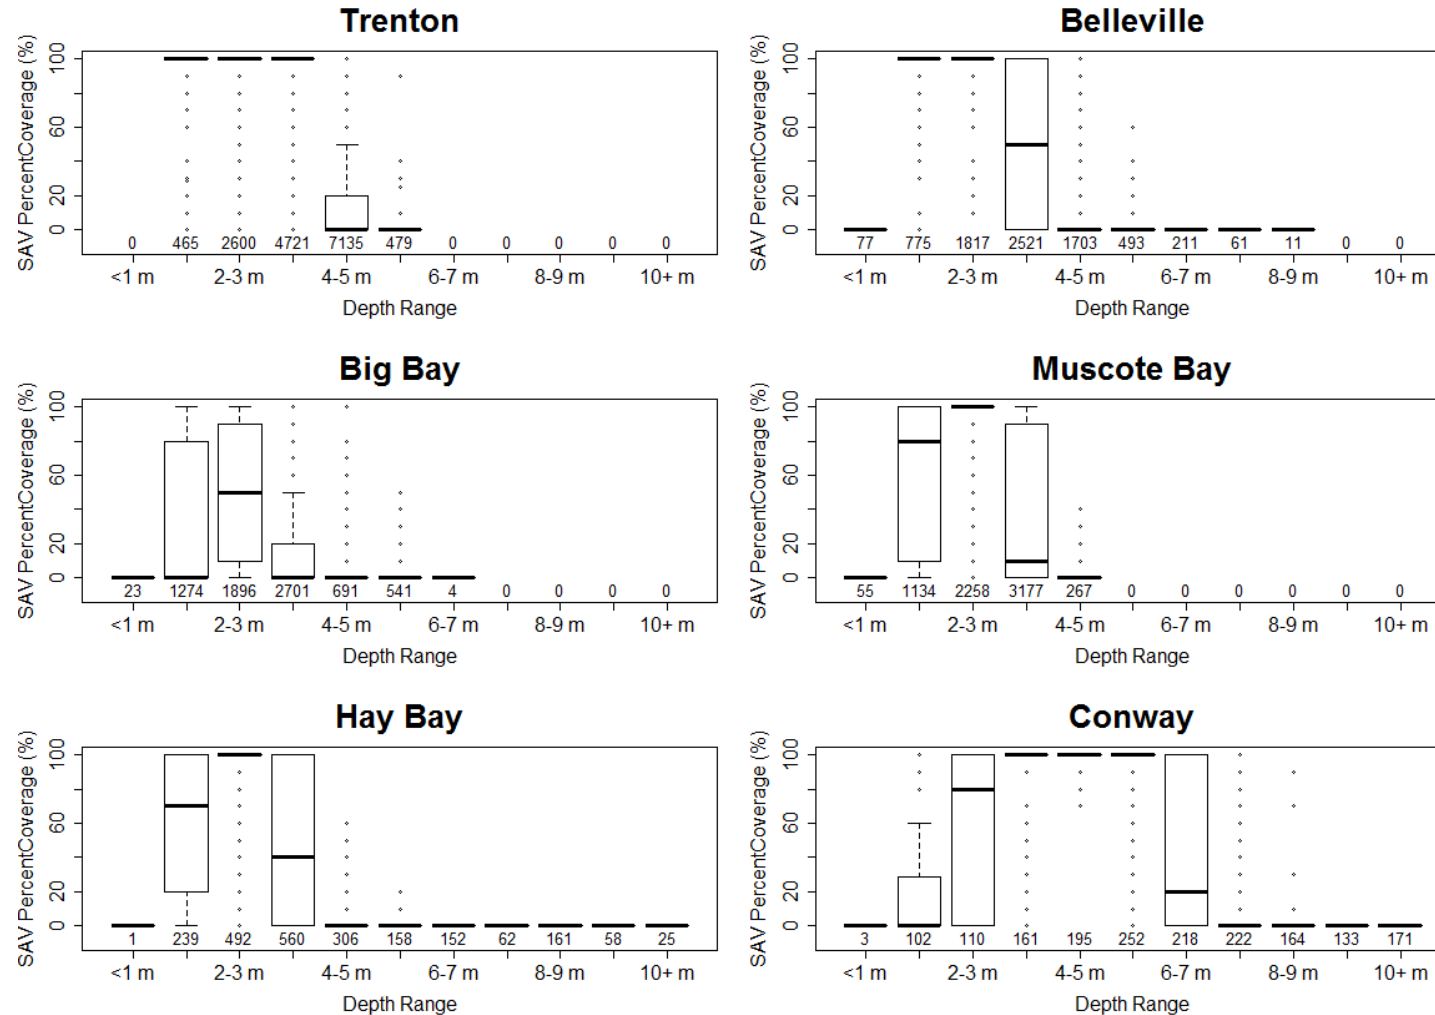 Trenton
SAV PercentCoverage (%)
100
60
20
0
0 465 2600 4721 7135 479 0 0 0 0 0
<1 m 2-3 m 4-5 m 6-7 m 8-9 m 10+ m
Depth Range
Belleville
SAV PercentCoverage (%)
100
60
20
0
77 775 1817 2521 1703 493 211 61 11 0 0
<1 m 2-3 m 4-5 m 6-7 m 8-9 m 10+ m
Depth Range
Big Bay
SAV PercentCoverage (%)
100
60
20
0
23 1274 1896 2701 691 541 4 0 0 0 0
<1 m 2-3 m 4-5 m 6-7 m 8-9 m 10+ m
Depth Range
Muscote Bay
SAV PercentCoverage (%)
100
60
20
0
55 1134 2258 3177 267 0 0 0 0 0 0
<1 m 2-3 m 4-5 m 6-7 m 8-9 m 10+ m
Depth Range
Hay Bay
SAV PercentCoverage (%)
100
60
20
0
1 239 492 560 306 158 152 62 161 58 25
<1 m 2-3 m 4-5 m 6-7 m 8-9 m 10+ m
Depth Range
Conway
SAV PercentCoverage (%)
100
60
20
0
3 102 110 161 195 252 218 222 164 133 171
<1 m 2-3 m 4-5 m 6-7 m 8-9 m 10+ m
Depth Range